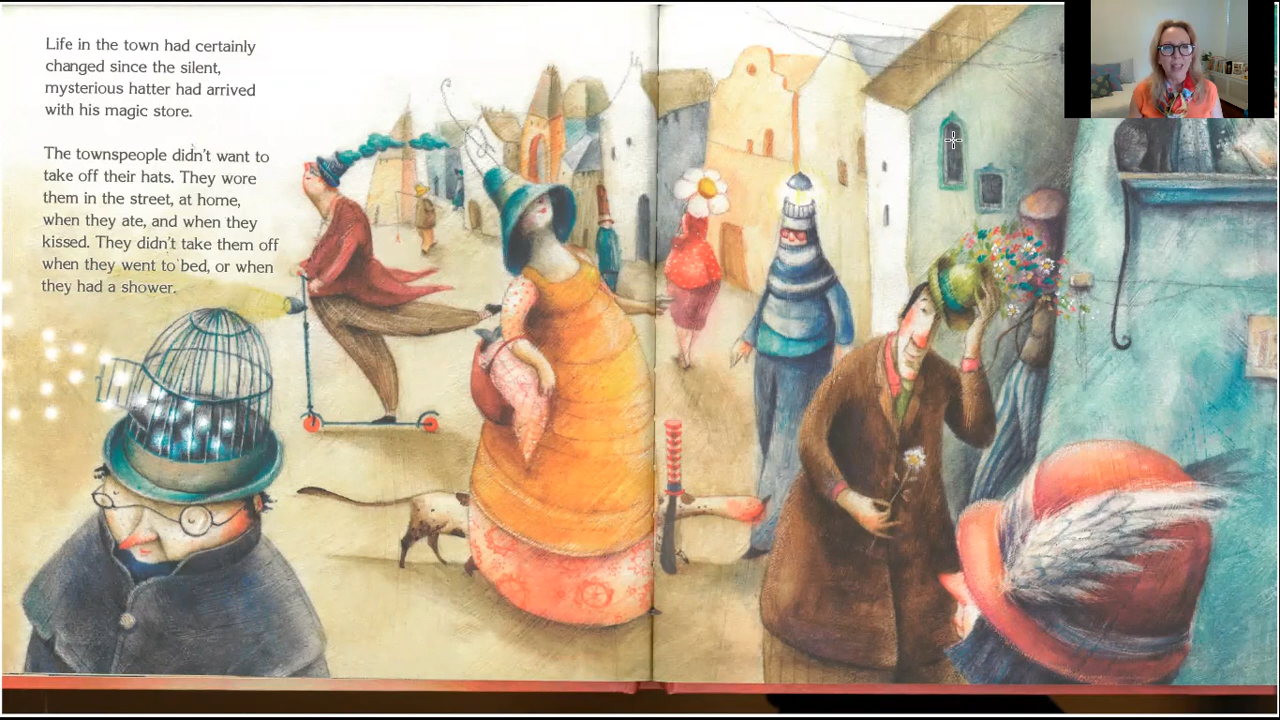 Life in the town had certainly
changed since the silent,
mysterious hatter had arrived
with his magic store.
The townspeople didn't want to
take off their hats. They wore
them in the street, at home,
when they ate, and when they
kissed. They didn't take them off
when they went to bed, or when
they had a shower.